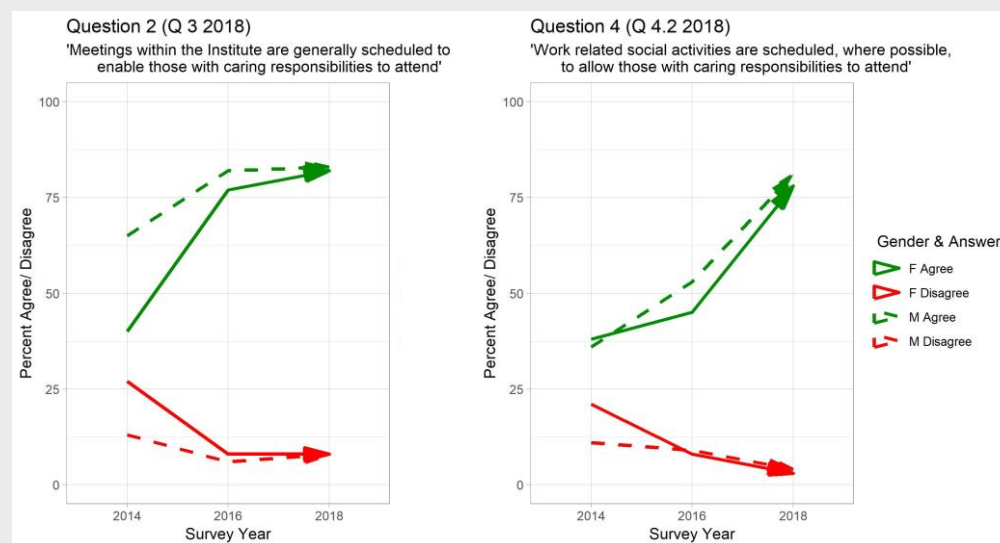 Question 2 (Q 3 2018)
'Meetings within the Institute are generally scheduled to
enable those with caring responsibilities to attend'
100
75
50
25
0
Percent Agree/ Disagree
2014 2016 2018
Survey Year
Question 4 (Q 4.2 2018)
'Work related social activities are scheduled, where possible,
to allow those with caring responsibilities to attend'
100
75
50
25
0
Percent Agree/ Disagree
2014 2016 2018
Survey Year
Gender & Answer
F Agree
F Disagree
M Agree
M Disagree